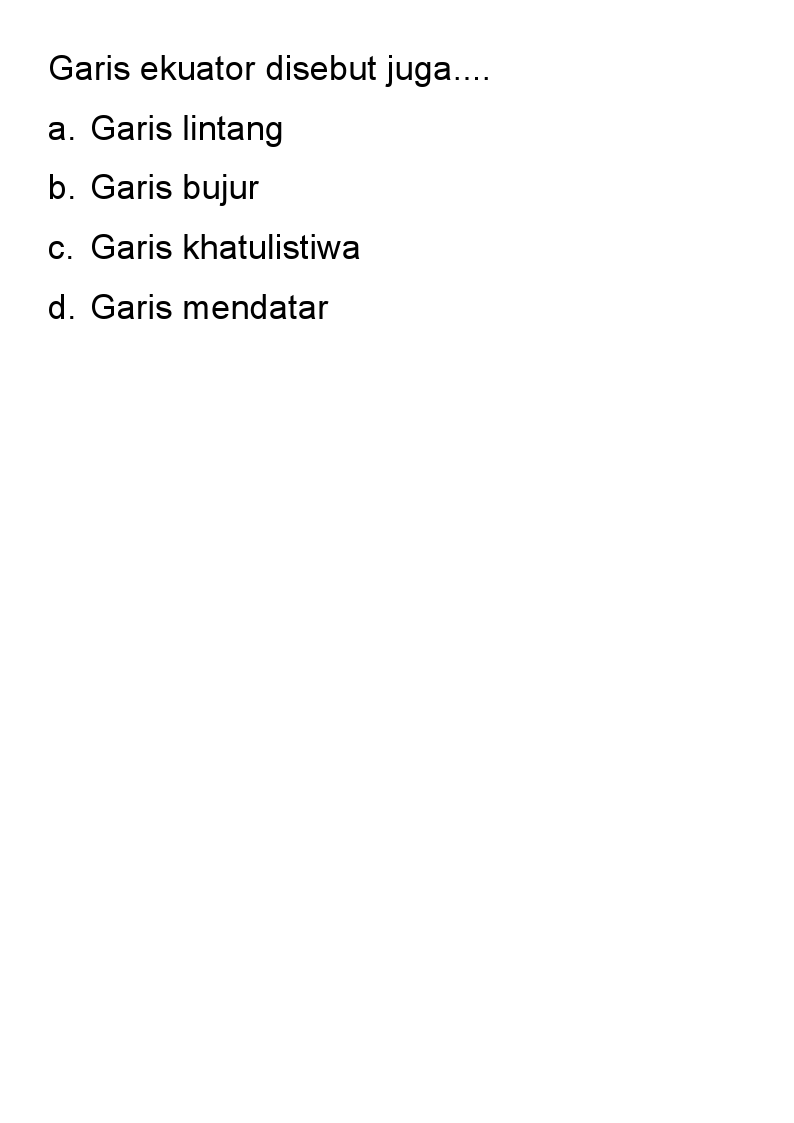 Garis ekuator disebut juga....
a. Garis lintang
b. Garis bujur
c. Garis khatulistiwa
d. Garis mendatar